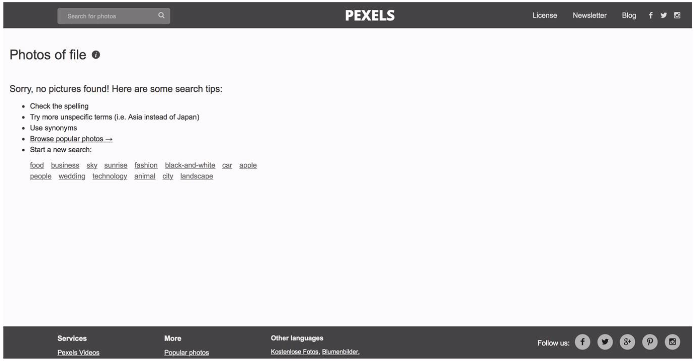 Search for photos
PEXELS
License Newsletter Blog
Photos of file
Sorry, no pictures found! Here are some search tips:
Check the spelling
Try more unspecific terms (i.e. Asia instead of Japan)
Use synonyms
Browse popular photos →
Start a new search:
food business sky sunrise fashion black-and-white car apple
people wedding technology animal city landscape
Services More Other languages
Pexels Videos Popular photos Kostenlose Fotos, Blumenbilder,
Follow us: